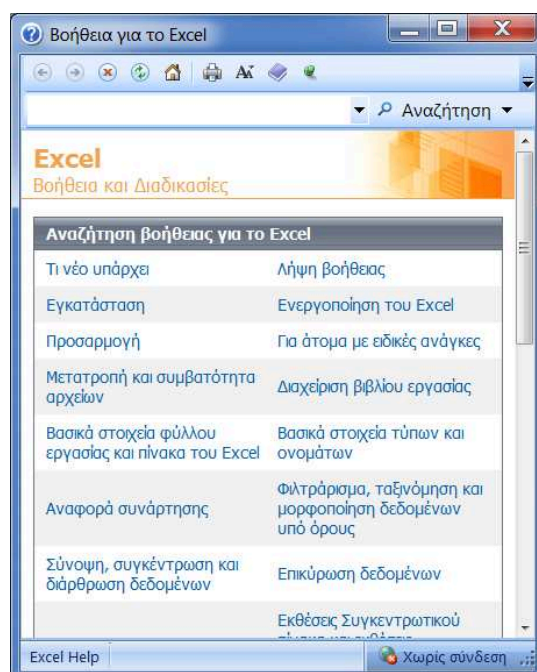 Βοήθεια για το Excel
Αναζήτηση
Excel
Βοήθεια και Διαδικασίες
Αναζήτηση βοήθειας για το Excel
Τι νέο υπάρχει
Λήψη βοήθειας
Εγκατάσταση
Ενεργοποίηση του Excel
Προσαρμογή
Για άτομα με ειδικές ανάγκες
Μετατροπή και συμβατότητα
αρχείων
Διαχείριση βιβλίου εργασίας
Βασικά στοιχεία φύλλου
εργασίας και πίνακα του Excel
Βασικά στοιχεία τύπων και
ονομάτων
Αναφορά συνάρτησης
Φιλτράρισμα, ταξινόμηση και
μορφοποίηση δεδομένων
υπό όρους
Σύνοψη, συγκέντρωση και
διάρθρωση δεδομένων
Επικύρωση δεδομένων
Εκθέσεις Συγκεντρωτικού
Excel Help
Χωρίς σύνδεση